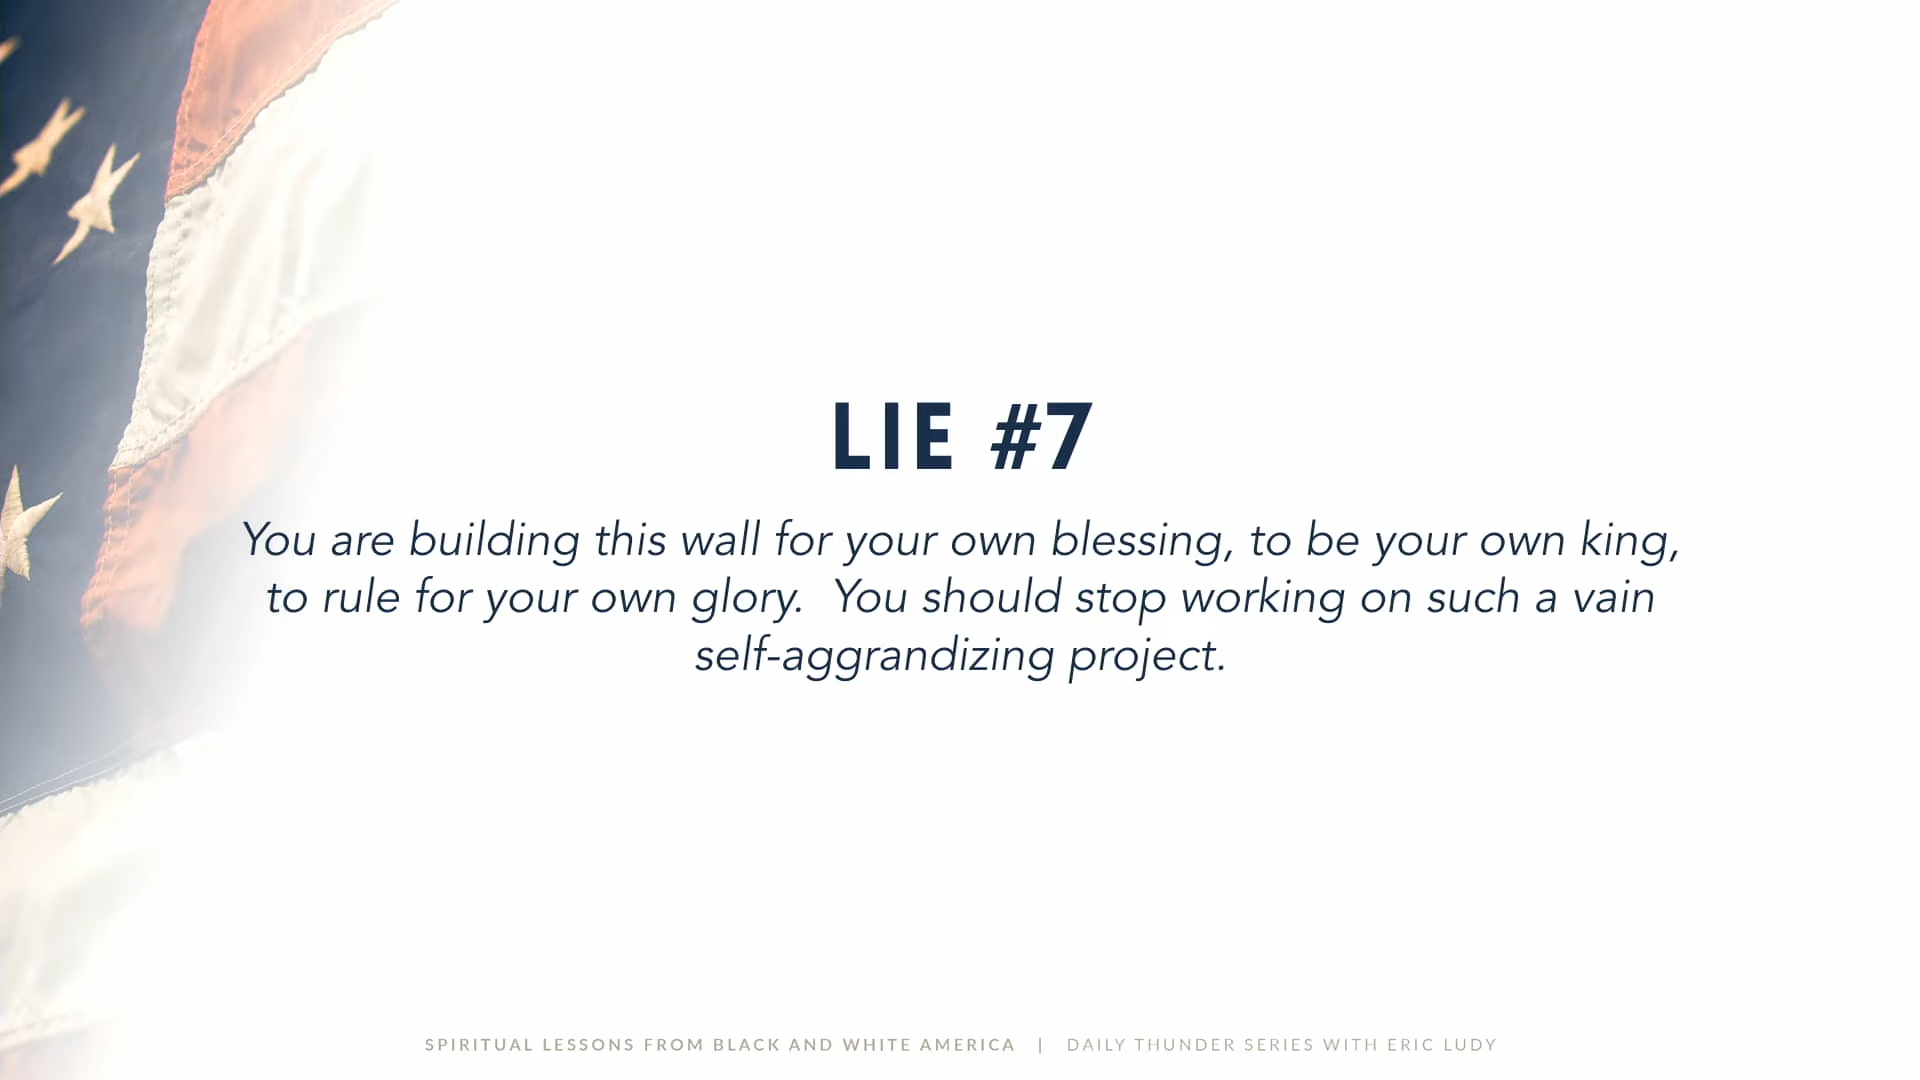 LIE #7
You are building this wall for your own blessing, to be your own king,
to rule for your own glory.  You should stop working on such a vain
self-aggrandizing project.
SPIRITUAL LESSONS FROM BLACK AND WHITE AMERICA | DAILY THUNDER SERIES WITH ERIC LUDY